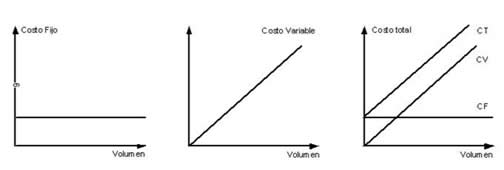 Costo Fijo
Volumen
Costo Variable
Volumen
Costo total
CT
CV
CF
Volumen